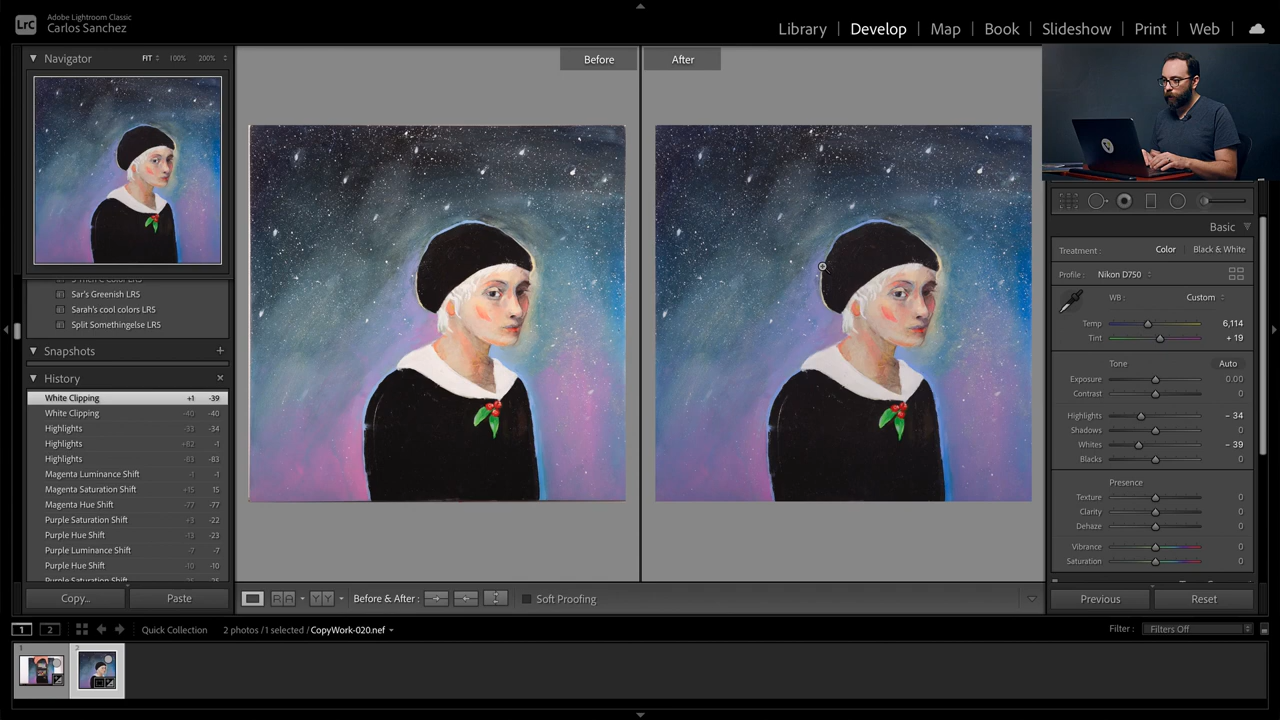 LrC
Adobe Lightroom Classic
Carlos Sanchez
Library | Develop | Map | Book | Slideshow | Print | Web
Navigator FIT 100% 200%
Before After
Sar's Greenish LR5
Sarah's cool colors LR5
Split Somethingelse LR5
Snapshots +
History ×
White Clipping +1 -39
White Clipping -40 -40
Highlights -33 -34
Highlights +82 -1
Highlights -83 -83
Magenta Luminance Shift -1 -1
Magenta Saturation Shift +15 15
Magenta Hue Shift -77 -77
Purple Saturation Shift +3 -22
Purple Hue Shift -13 -23
Purple Luminance Shift -7 -7
Purple Hue Shift -10 -10
Copy... Paste
Basic
Treatment : Color Black & White
Profile : Nikon D750
WB : Custom
Temp 6,114
Tint + 19
Tone Auto
Exposure 0.00
Contrast 0
Highlights – 34
Shadows 0
Whites – 39
Blacks 0
Presence
Texture 0
Clarity 0
Dehaze 0
Vibrance 0
Saturation 0
Previous Reset
R A Y Y Before & After : Soft Proofing
1 2 Quick Collection 2 photos / 1 selected / CopyWork-020.nef Filter : Filters Off
1
2